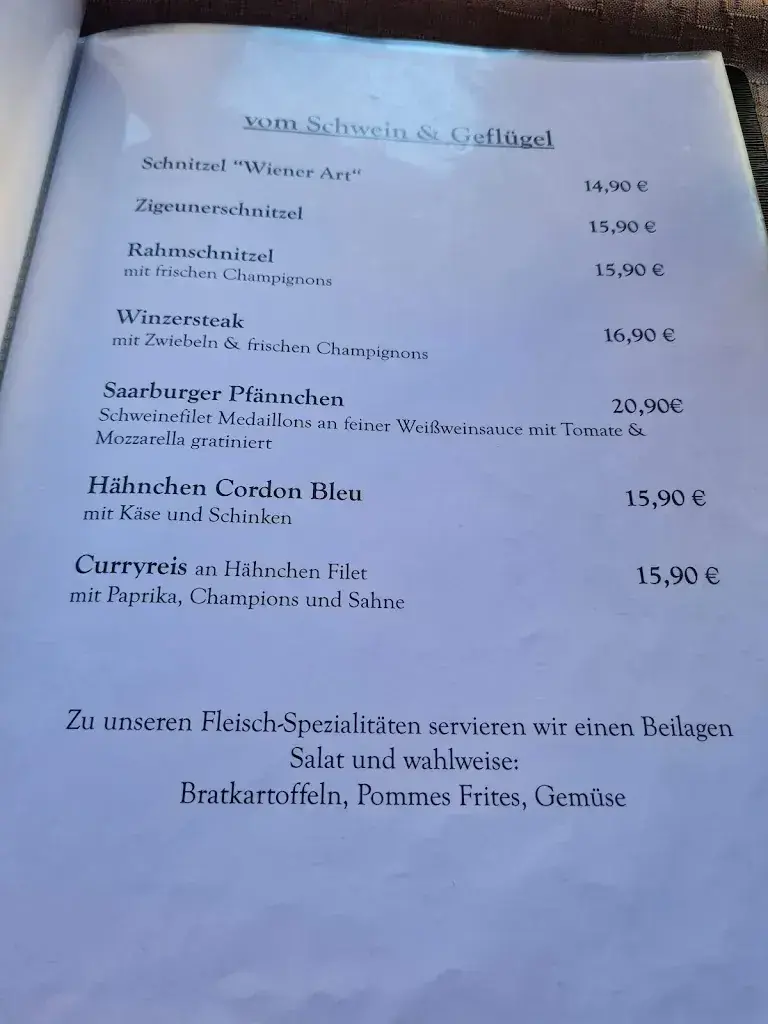 vom Schwein & Geflügel
Schnitzel "Wiener Art" 14,90 €
Zigeunerschnitzel 15,90 €
Rahmschnitzel 15,90 €
mit frischen Champignons
Winzersteak 16,90 €
mit Zwiebeln & frischen Champignons
Saarburger Pfännchen 20,90€
Schweinefilet Medaillons an feiner Weißweinsauce mit Tomate &
Mozzarella gratiniert
Hähnchen Cordon Bleu 15,90 €
mit Käse und Schinken
Curryreis an Hähnchen Filet 15,90 €
mit Paprika, Champions und Sahne
Zu unseren Fleisch-Spezialitäten servieren wir einen Beilagen
Salat und wahlweise:
Bratkartoffeln, Pommes Frites, Gemüse